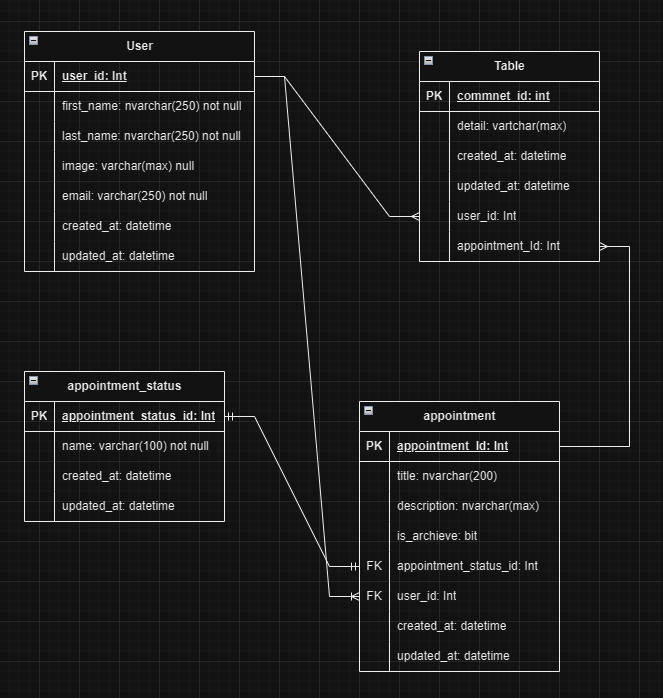 User
PK user_id: Int
first_name: nvarchar(250) not null
last_name: nvarchar(250) not null
image: varchar(max) null
email: varchar(250) not null
created_at: datetime
updated_at: datetime
Table
PK commnet_id: int
detail: vartchar(max)
created_at: datetime
updated_at: datetime
user_id: Int
appointment_Id: Int
appointment_status
PK appointment_status_id: Int
name: varchar(100) not null
created_at: datetime
updated_at: datetime
appointment
PK appointment_Id: Int
title: nvarchar(200)
description: nvarchar(max)
is_archieve: bit
FK appointment_status_id: Int
FK user_id: Int
created_at: datetime
updated_at: datetime